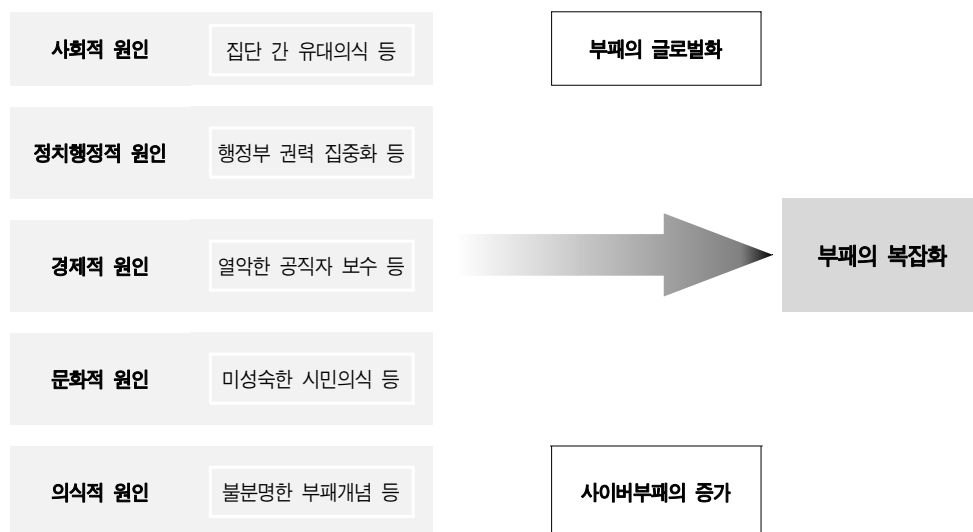 사회적 원인 집단 간 유대의식 등 부패의 글로벌화
정치행정적 원인 행정부 권력 집중화 등
경제적 원인 열악한 공직자 보수 등 부패의 복잡화
문화적 원인 미성숙한 시민의식 등
의식적 원인 불분명한 부패개념 등 사이버부패의 증가